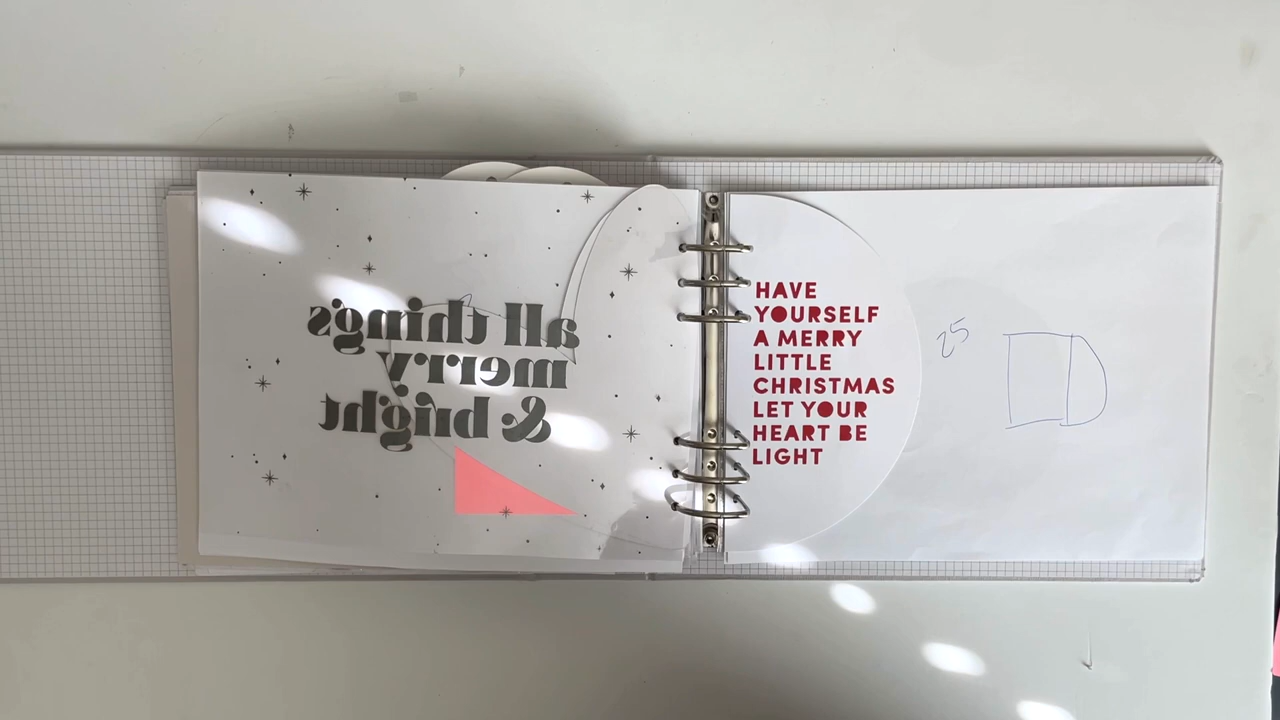 all things
merry
& bright
HAVE
YOURSELF
A MERRY
LITTLE
CHRISTMAS
LET YOUR
HEART BE
LIGHT
25